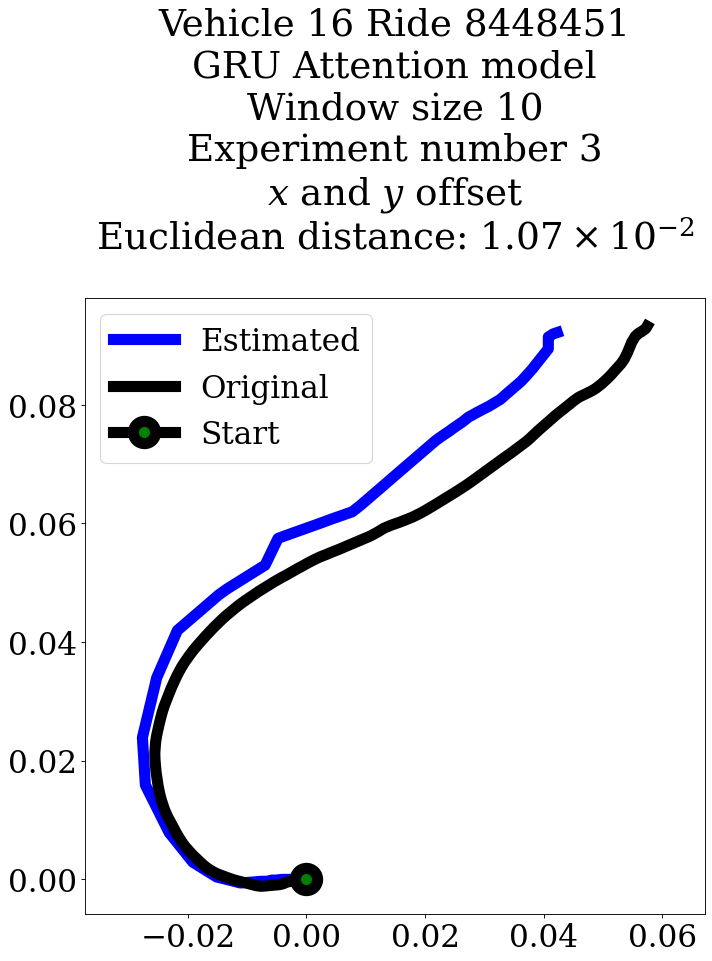 Vehicle 16 Ride 8448451
GRU Attention model
Window size 10
Experiment number 3
x and y offset
Euclidean distance: 1.07 × 10⁻²
Estimated
Original
Start
0.08
0.06
0.04
0.02
0.00
−0.02 0.00 0.02 0.04 0.06